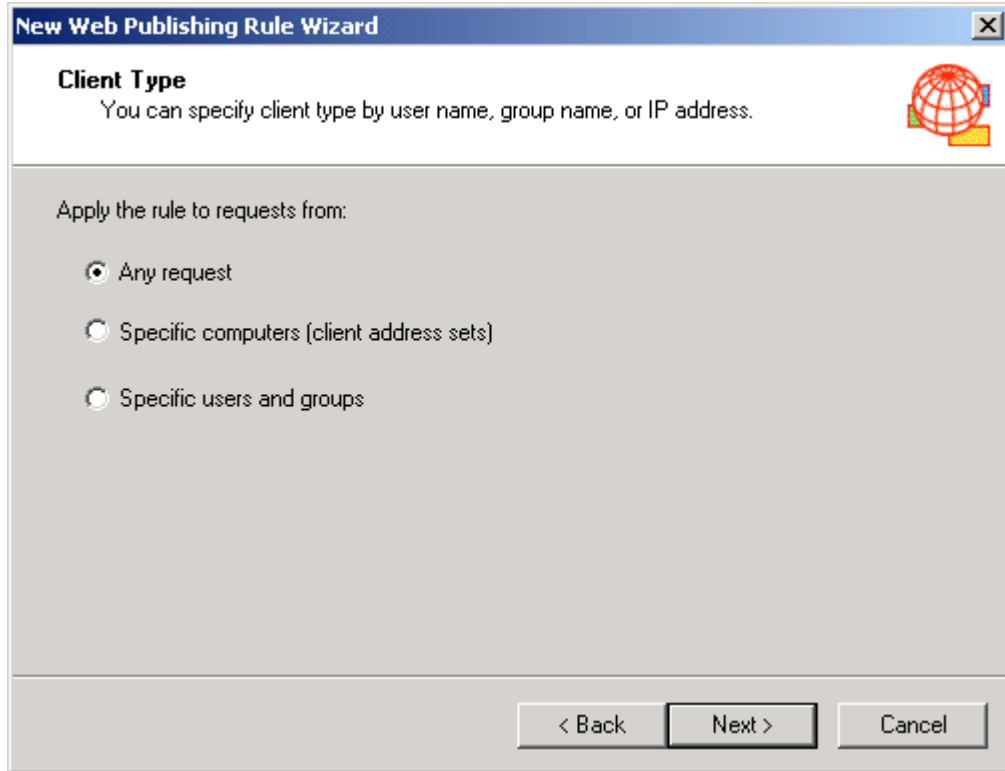 New Web Publishing Rule Wizard
Client Type
You can specify client type by user name, group name, or IP address.
Apply the rule to requests from:
Any request
Specific computers (client address sets)
Specific users and groups
< Back Next > Cancel